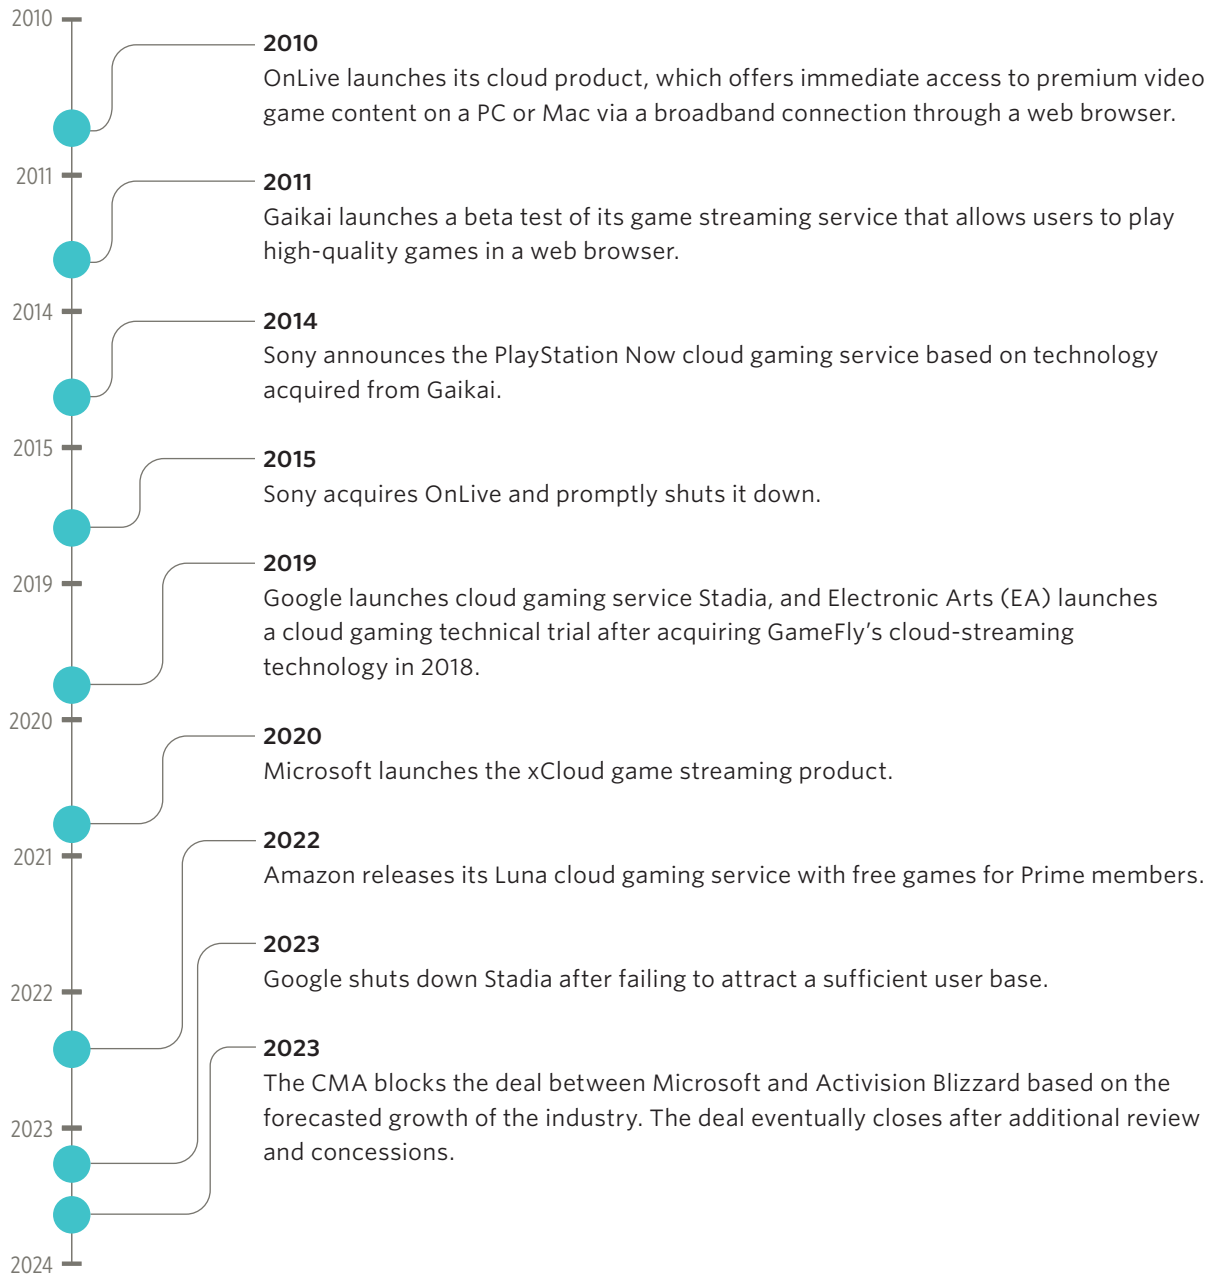 2010
2010
OnLive launches its cloud product, which offers immediate access to premium video
game content on a PC or Mac via a broadband connection through a web browser.
2011
2011
Gaikai launches a beta test of its game streaming service that allows users to play
high-quality games in a web browser.
2014
2014
Sony announces the PlayStation Now cloud gaming service based on technology
acquired from Gaikai.
2015
2015
Sony acquires OnLive and promptly shuts it down.
2019
2019
Google launches cloud gaming service Stadia, and Electronic Arts (EA) launches
a cloud gaming technical trial after acquiring GameFly’s cloud-streaming
technology in 2018.
2020
2020
Microsoft launches the xCloud game streaming product.
2021
2022
Amazon releases its Luna cloud gaming service with free games for Prime members.
2023
Google shuts down Stadia after failing to attract a sufficient user base.
2022
2023
The CMA blocks the deal between Microsoft and Activision Blizzard based on the
forecasted growth of the industry. The deal eventually closes after additional review
and concessions.
2023
2024